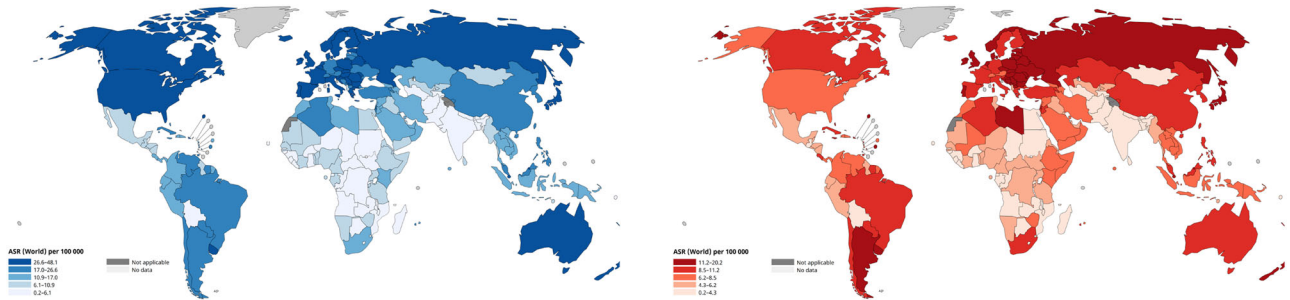 ASR (World) per 100 000
26.6–48.1
17.0–26.6
10.9–17.0
6.1–10.9
0.2–6.1
Not applicable
No data
ASR (World) per 100 000
11.2–20.2
8.5–11.2
6.2–8.5
4.3–6.2
0.2–4.3
Not applicable
No data